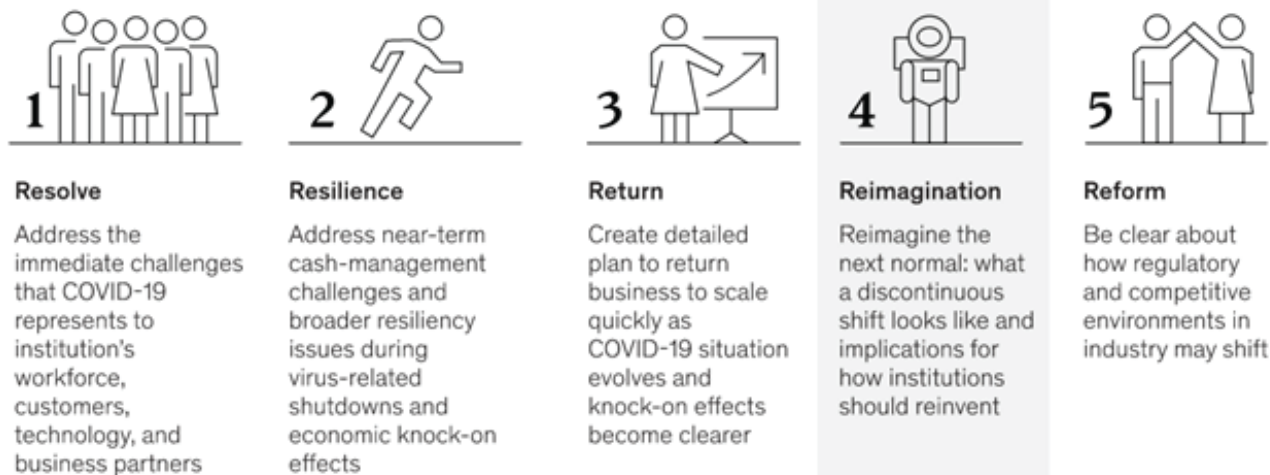 1
Resolve
Address the
immediate challenges
that COVID-19
represents to
institution's
workforce,
customers,
technology, and
business partners
2
Resilience
Address near-term
cash-management
challenges and
broader resiliency
issues during
virus-related
shutdowns and
economic knock-on
effects
3
Return
Create detailed
plan to return
business to scale
quickly as
COVID-19 situation
evolves and
knock-on effects
become clearer
4
Reimagination
Reimagine the
next normal: what
a discontinuous
shift looks like and
implications for
how institutions
should reinvent
5
Reform
Be clear about
how regulatory
and competitive
environments in
industry may shift